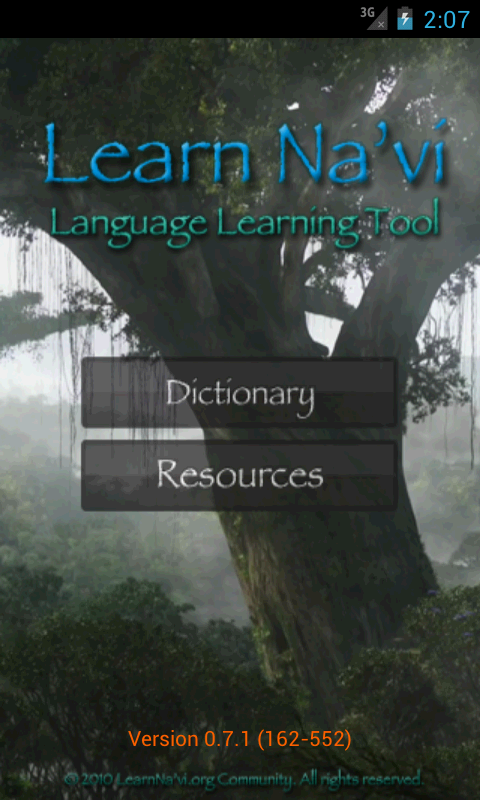 3G 2:07
Learn Na'vi
Language Learning Tool
Dictionary
Resources
Version 0.7.1 (162-552)
© 2010 LearnNa'vi.org Community. All rights reserved.